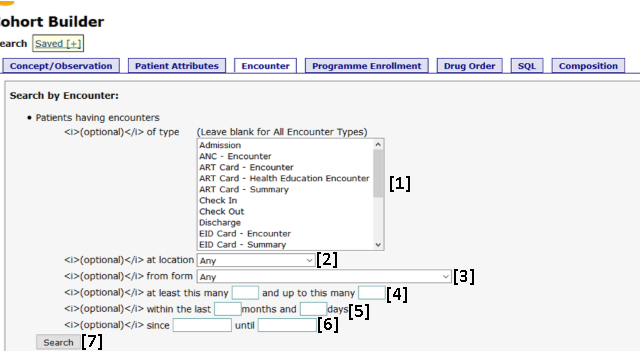 ohort Builder
earch Saved [+]
Concept/Observation Patient Attributes Encounter Programme Enrollment Drug Order SQL Composition
Search by Encounter:
• Patients having encounters
<i>(optional)</i> of type (Leave blank for All Encounter Types)
Admission
ANC - Encounter
ART Card - Encounter
ART Card - Health Education Encounter
ART Card - Summary
Check In
Check Out
Discharge
EID Card - Encounter
EID Card - Summary
[1]
<i>(optional)</i> at location Any [2]
<i>(optional)</i> from form Any [3]
<i>(optional)</i> at least this many and up to this many [4]
<i>(optional)</i> within the last months and days [5]
<i>(optional)</i> since until [6]
Search [7]